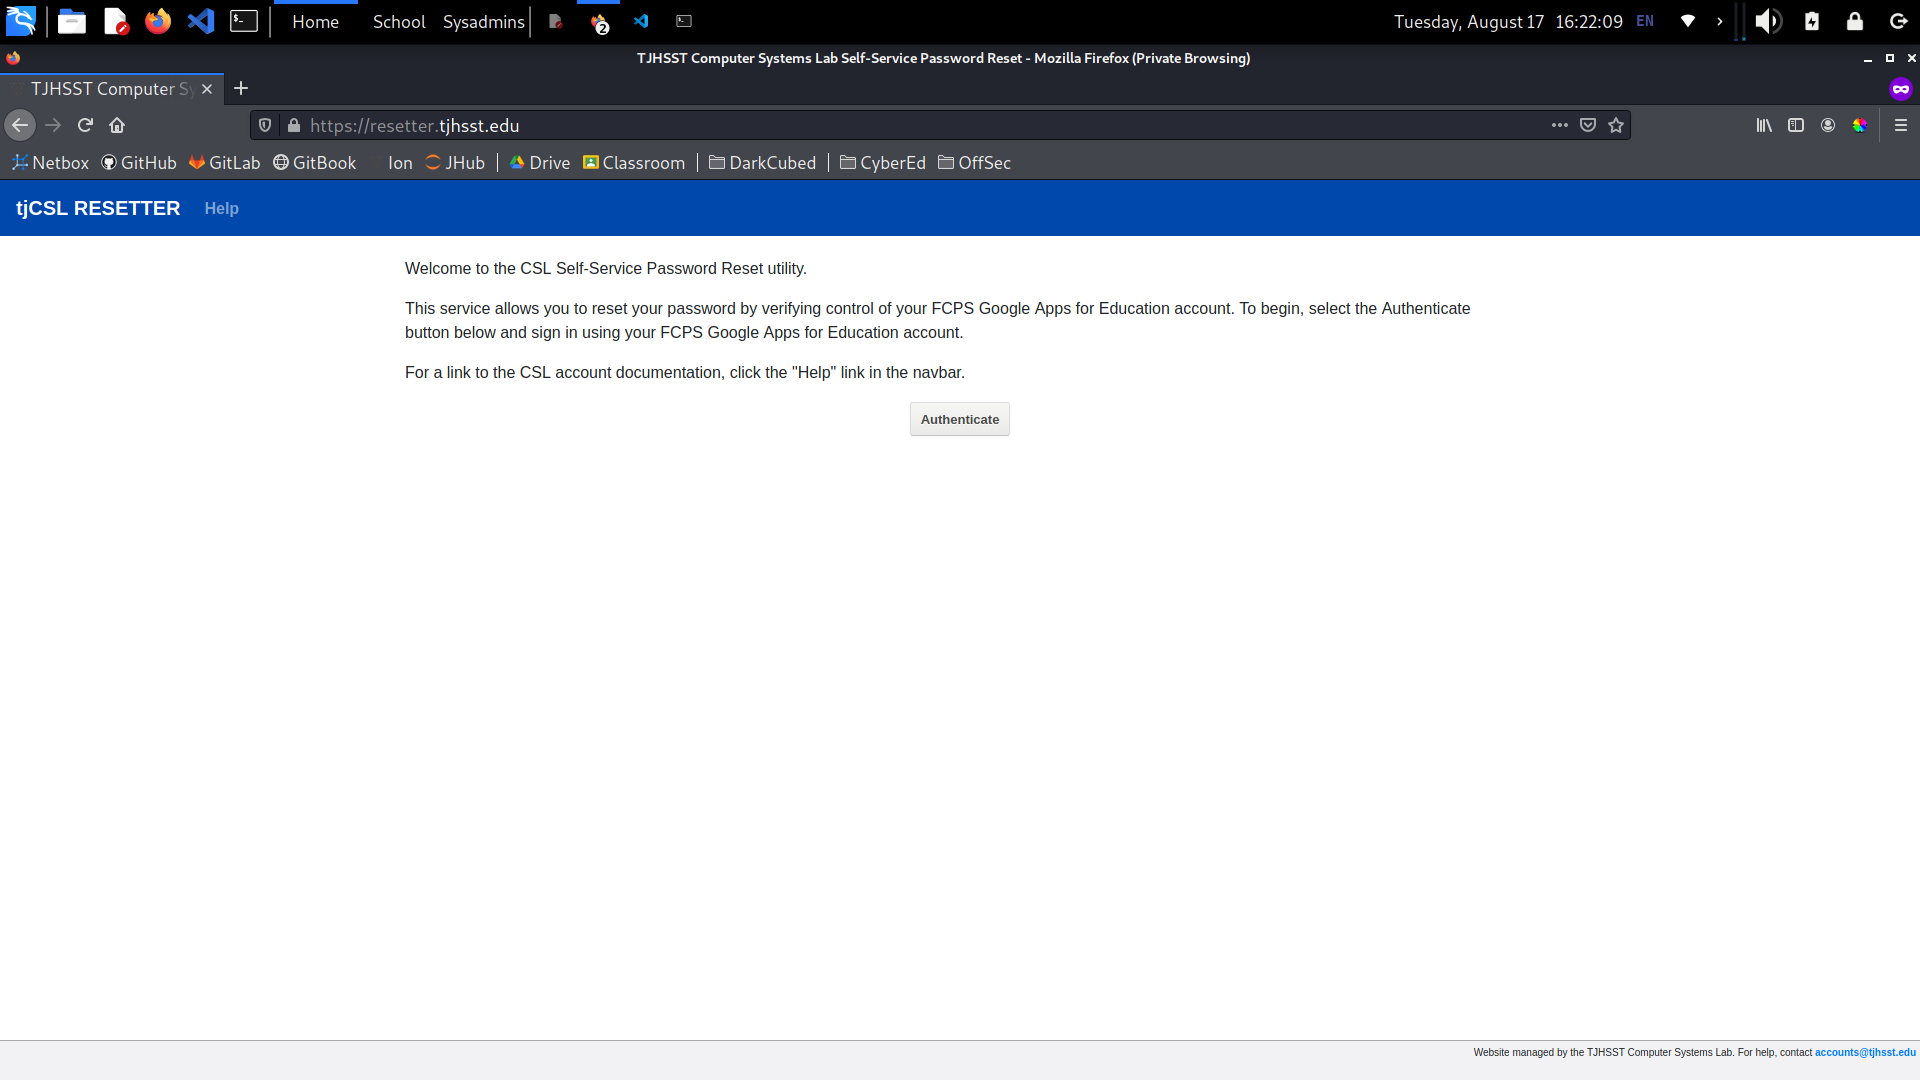 Home School Sysadmins 2 Tuesday, August 17 16:22:09 EN
TJHSST Computer Systems Lab Self-Service Password Reset - Mozilla Firefox (Private Browsing)
TJHSST Computer Sy
https://resetter.tjhsst.edu
Netbox GitHub GitLab GitBook Ion JHub Drive Classroom DarkCubed CyberEd OffSec
tjCSL RESETTER Help
Welcome to the CSL Self-Service Password Reset utility.
This service allows you to reset your password by verifying control of your FCPS Google Apps for Education account. To begin, select the Authenticate
button below and sign in using your FCPS Google Apps for Education account.
For a link to the CSL account documentation, click the "Help" link in the navbar.
Authenticate
Website managed by the TJHSST Computer Systems Lab. For help, contact accounts@tjhsst.edu